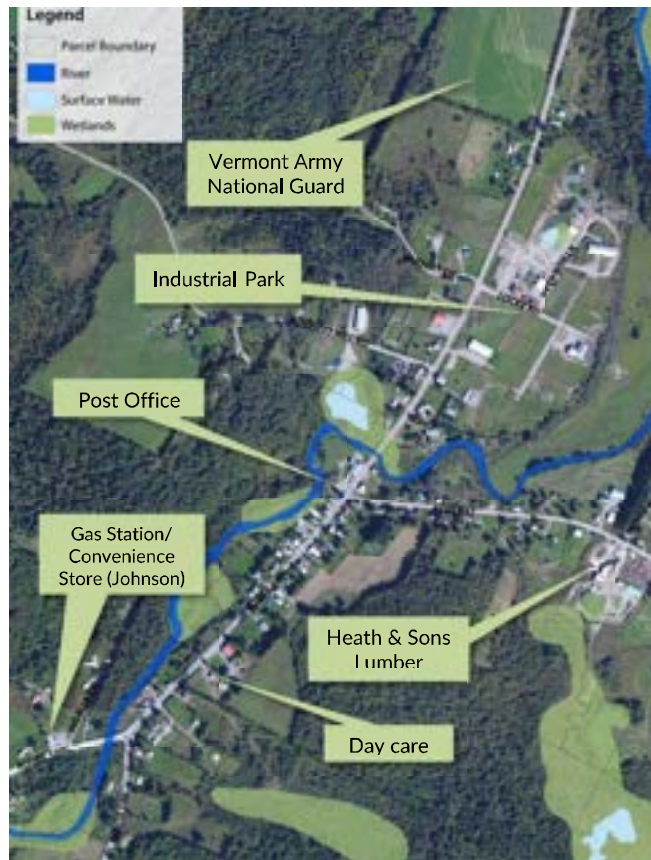 Legend
Parcel Boundary
River
Surface Water
Wetlands
Vermont Army
National Guard
Industrial Park
Post Office
Gas Station/
Convenience
Store (Johnson)
Heath & Sons
Lumber
Day care